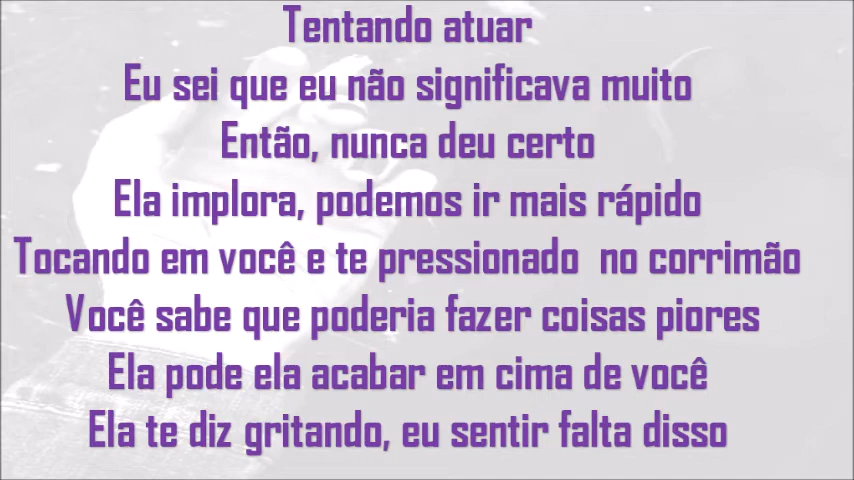 Tentando atuar
Eu sei que eu não significava muito
Então, nunca deu certo
Ela implora, podemos ir mais rápido
Tocando em você e te pressionado no corrimão
Você sabe que poderia fazer coisas piores
Ela pode ela acabar em cima de você
Ela te diz gritando, eu sentir falta disso